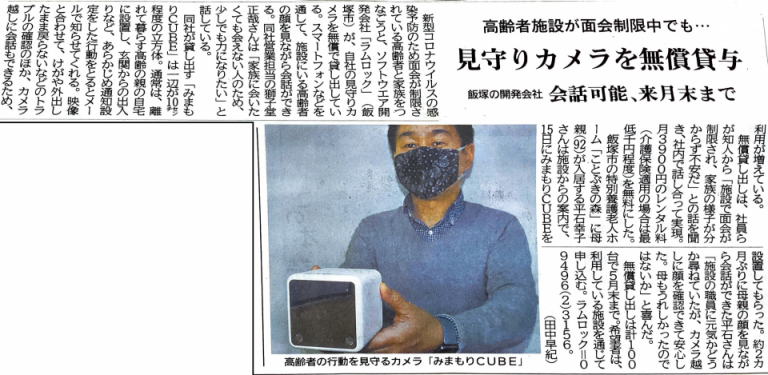 高齢者施設が面会制限中でも…
見守りカメラを無償貸与
飯塚の開発会社 会話可能、来月末まで
新型コロナウイルスの感
染予防のため面会が制限さ
れている高齢者と家族をつ
なごうと、ソフトウエア開
発会社「ラムロック」(飯
塚市)が、自社の見守りカ
メラを無償で貸し出してい
る。スマートフォンなどを
通して、施設にいる高齢者
の顔を見ながら会話ができ
る。同社営業担当の獅子堂
正哉さんは「家族に会いた
くても会えない人のため、
少しでも力になりたい」と
話している。
同社が貸し出す「みまも
りCUBE」は一辺が10㌢
程度の立方体。通常は、離
れて暮らす高齢の親の自宅
に設置し、玄関からの出入
りなど、あらかじめ通知設
定をした行動をとるとメー
ルで知らせてくれる。映像
と合わせて、けがや外出し
たまま戻らないなどのトラ
ブルの確認のほか、カメラ
越しに会話もできるため、
利用が増えている。
無償貸し出しは、社員ら
が知人から「施設で面会が
制限され、家族の様子が分
からず不安だ」との話を聞
き、社内で話し合って実現。
月3900円のレンタル料
(介護保険適用の場合は最
低千円程度)を無料にした。
飯塚市の特別養護老人ホ
ーム「ことぶきの森」に母
親(92)が入居する平石幸子
さんは施設からの案内で、
15日にみまもりCUBEを
設置してもらった。約2カ
月ぶりに母親の顔を見なが
ら会話ができた平石さんは
「施設の職員に元気かどう
か尋ねていたが、カメラ越
しに顔を確認できて安心し
た。母もうれしかったので
はないか」と喜んだ。
無償貸し出しは計100
台で5月末まで。希望者は、
利用している施設を通じて
申し込む。ラムロック=0
9496(2)3156。
(田中早紀)
高齢者の行動を見守るカメラ「みまもりCUBE」